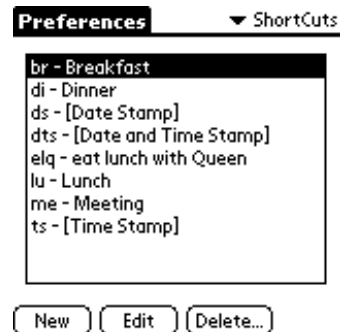 Preferences ShortCuts
br - Breakfast
di - Dinner
ds - [Date Stamp]
dts - [Date and Time Stamp]
elq - eat lunch with Queen
lu - Lunch
me - Meeting
ts - [Time Stamp]
New Edit Delete...